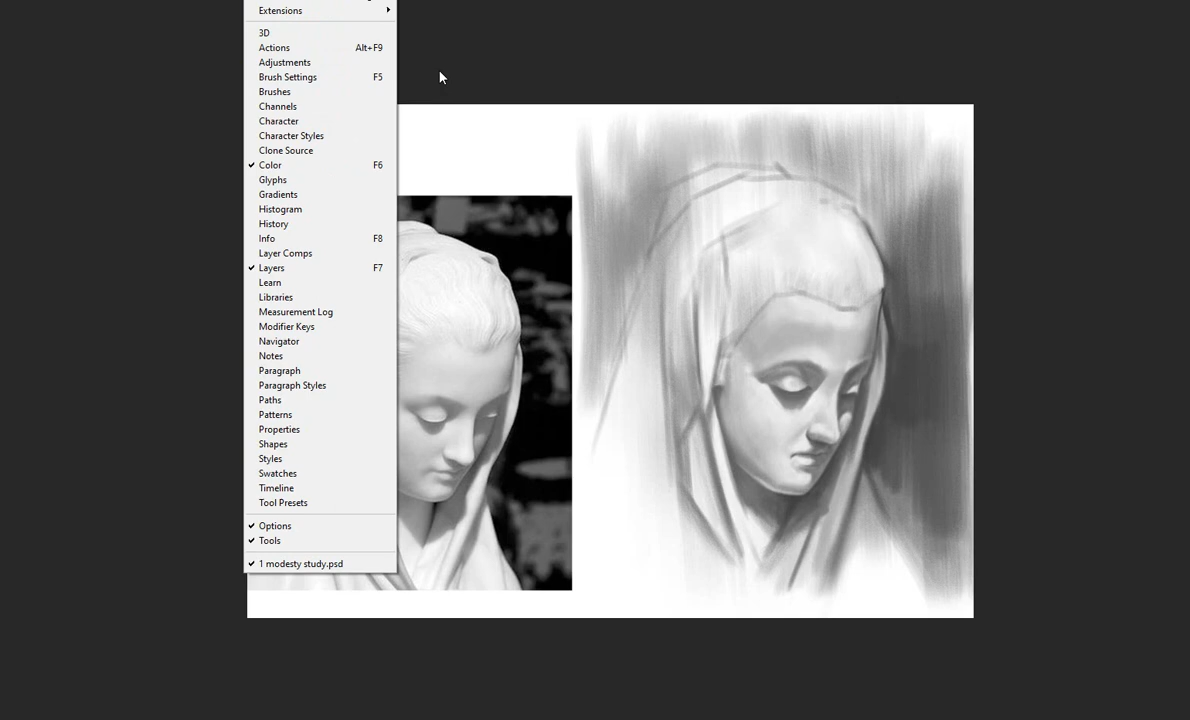 Extensions
3D
Actions Alt+F9
Adjustments
Brush Settings F5
Brushes
Channels
Character
Character Styles
Clone Source
Color F6
Glyphs
Gradients
Histogram
History
Info F8
Layer Comps
Layers F7
Learn
Libraries
Measurement Log
Modifier Keys
Navigator
Notes
Paragraph
Paragraph Styles
Paths
Patterns
Properties
Shapes
Styles
Swatches
Timeline
Tool Presets
Options
Tools
1 modesty study.psd